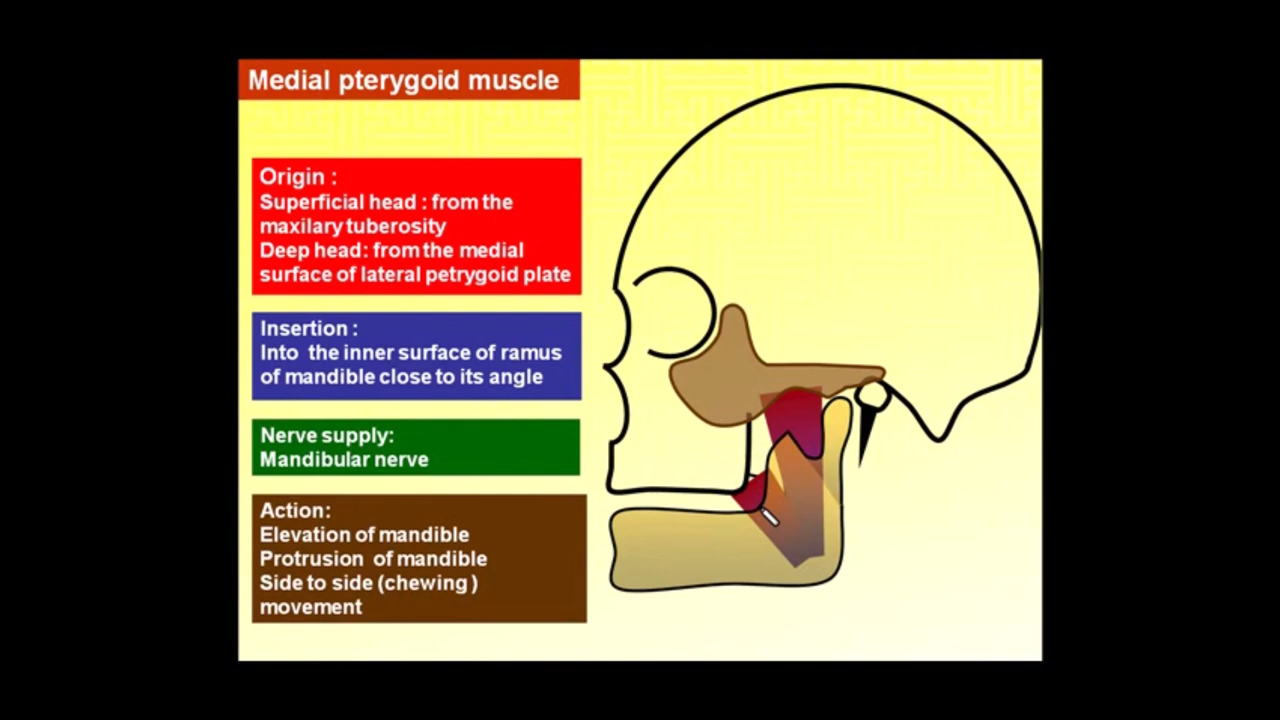 Medial pterygoid muscle
Origin :
Superficial head : from the
maxilary tuberosity
Deep head: from the medial
surface of lateral petrygoid plate
Insertion :
Into the inner surface of ramus
of mandible close to its angle
Nerve supply:
Mandibular nerve
Action:
Elevation of mandible
Protrusion of mandible
Side to side (chewing )
movement